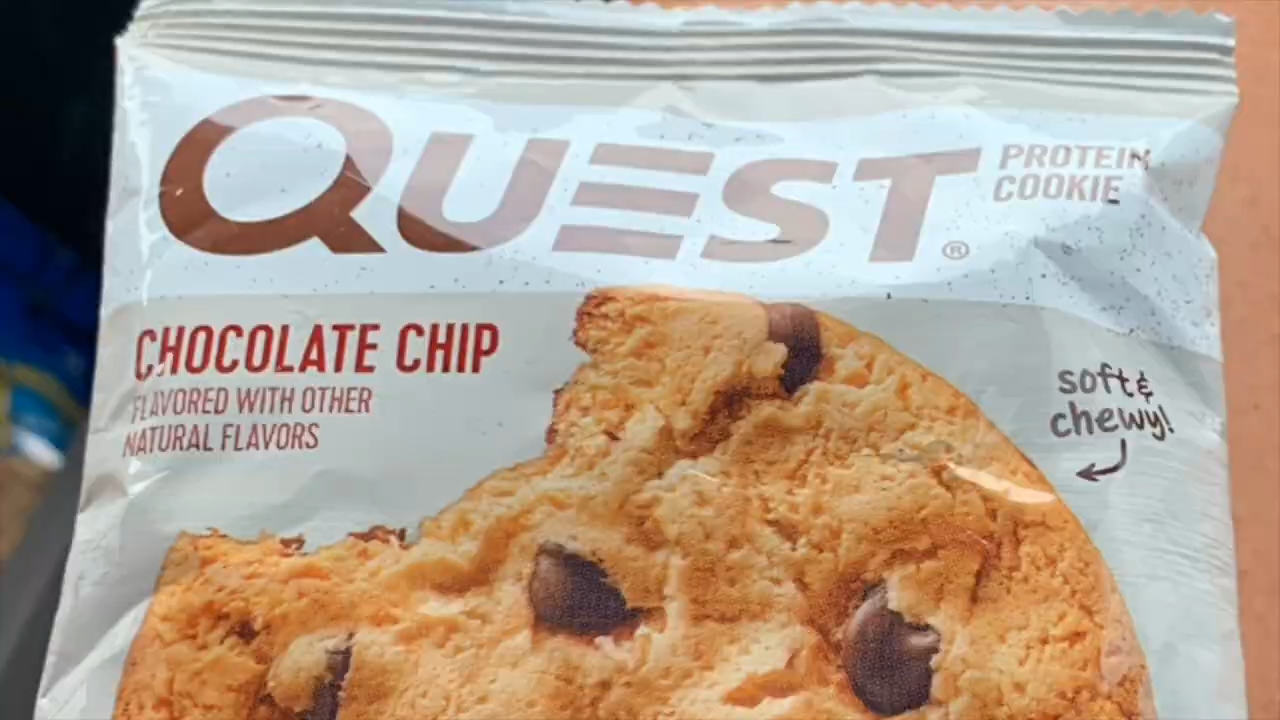 QUEST®
PROTEIN
COOKIE
CHOCOLATE CHIP
FLAVORED WITH OTHER
NATURAL FLAVORS
soft &
chewy!